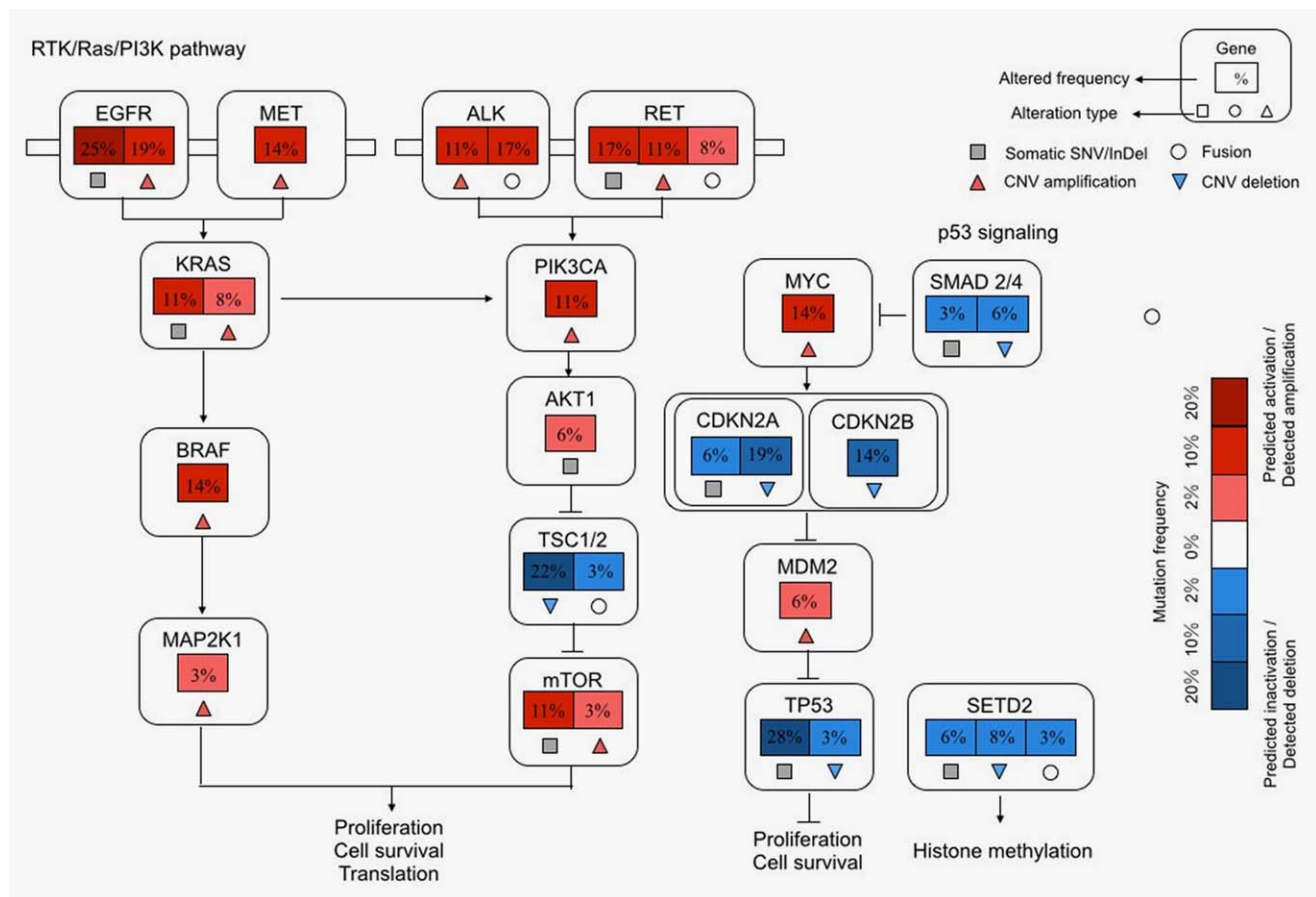 RTK/Ras/PI3K pathway
Gene
%
Altered frequency
Alteration type
Somatic SNV/InDel
Fusion
CNV amplification
CNV deletion
EGFR
25% 19%
MET
14%
ALK
11% 17%
RET
17% 11% 8%
KRAS
11% 8%
PIK3CA
11%
AKT1
6%
BRAF
14%
TSC1/2
22% 3%
MAP2K1
3%
mTOR
11% 3%
Proliferation
Cell survival
Translation
p53 signaling
MYC
14%
SMAD 2/4
3% 6%
CDKN2A
6% 19%
CDKN2B
14%
MDM2
6%
TP53
28% 3%
SETD2
6% 8% 3%
Proliferation
Cell survival
Histone methylation
Mutation frequency
20%
10%
2%
0%
2%
10%
20%
Predicted activation /
Detected amplification
Predicted inactivation /
Detected deletion